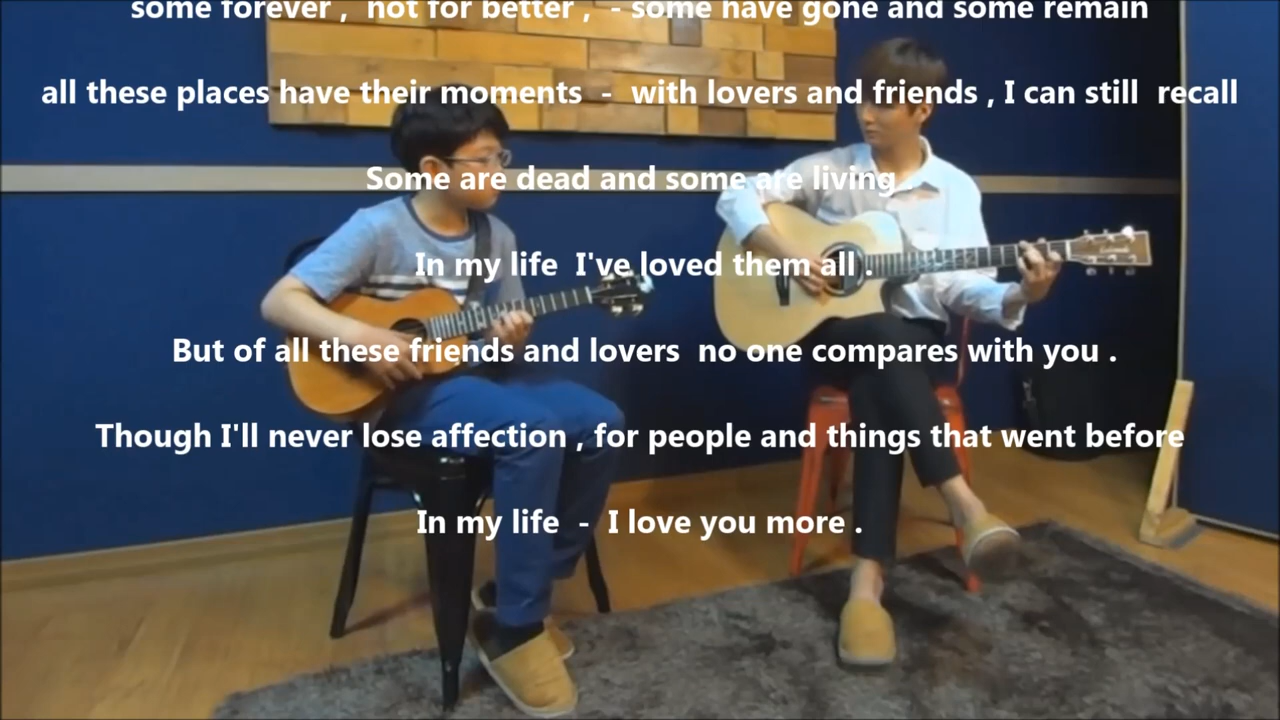 some forever , not for better , - some have gone and some remain
all these places have their moments - with lovers and friends , I can still recall
Some are dead and some are living .
In my life I've loved them all .
But of all these friends and lovers no one compares with you .
Though I'll never lose affection , for people and things that went before
In my life - I love you more .